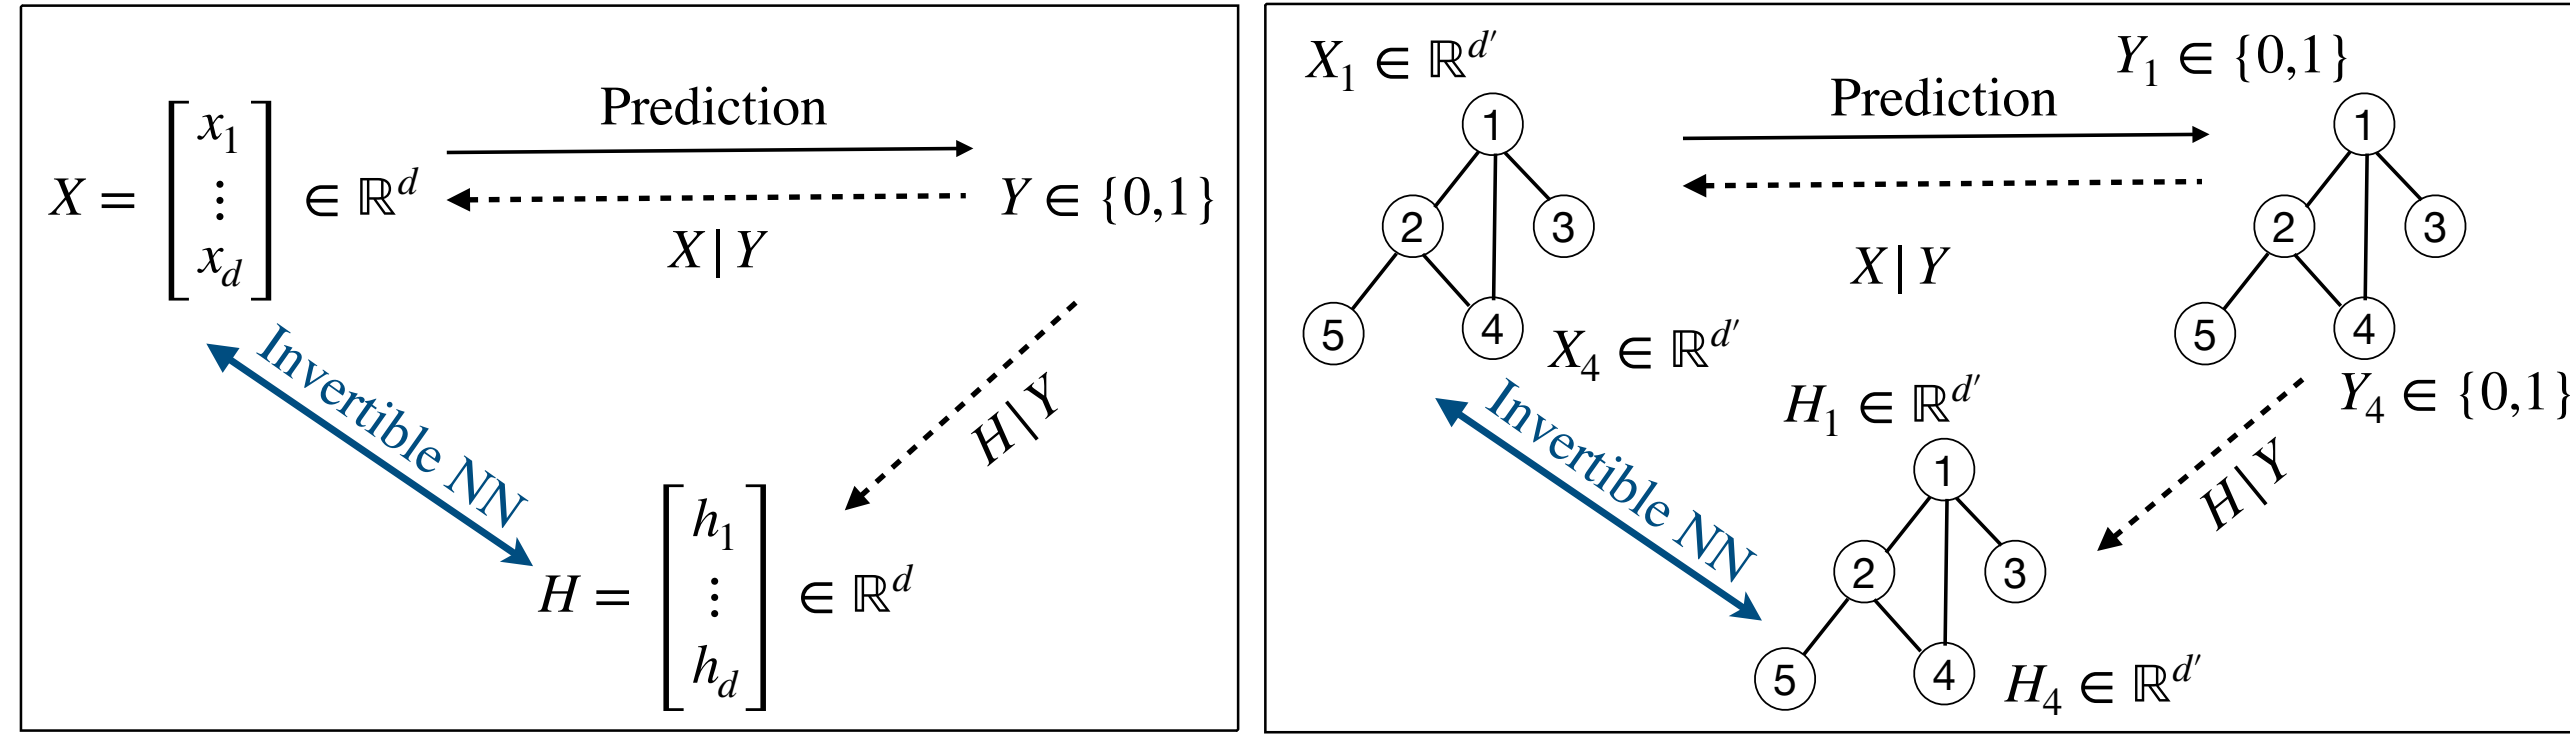 Prediction
X = [ x_1 ⋮ x_d ] ∈ ℝ^d
Y ∈ {0,1}
X | Y
Invertible NN
H | Y
H = [ h_1 ⋮ h_d ] ∈ ℝ^d
X_1 ∈ ℝ^{d′}
Y_1 ∈ {0,1}
Prediction
1
2
3
5
4
X_4 ∈ ℝ^{d′}
X | Y
1
2
3
5
4
Y_4 ∈ {0,1}
Invertible NN
H | Y
H_1 ∈ ℝ^{d′}
1
2
3
5
4
H_4 ∈ ℝ^{d′}